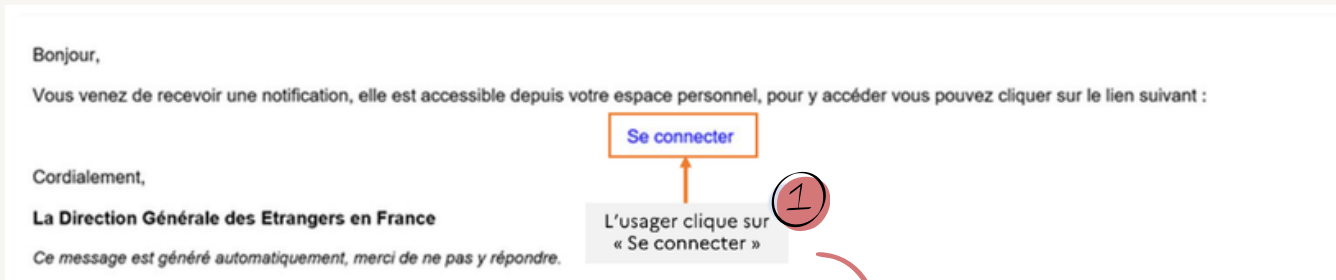 Bonjour,
Vous venez de recevoir une notification, elle est accessible depuis votre espace personnel, pour y accéder vous pouvez cliquer sur le lien suivant :
Se connecter
Cordialement,
La Direction Générale des Etrangers en France
Ce message est généré automatiquement, merci de ne pas y répondre.
1
L'usager clique sur
« Se connecter »